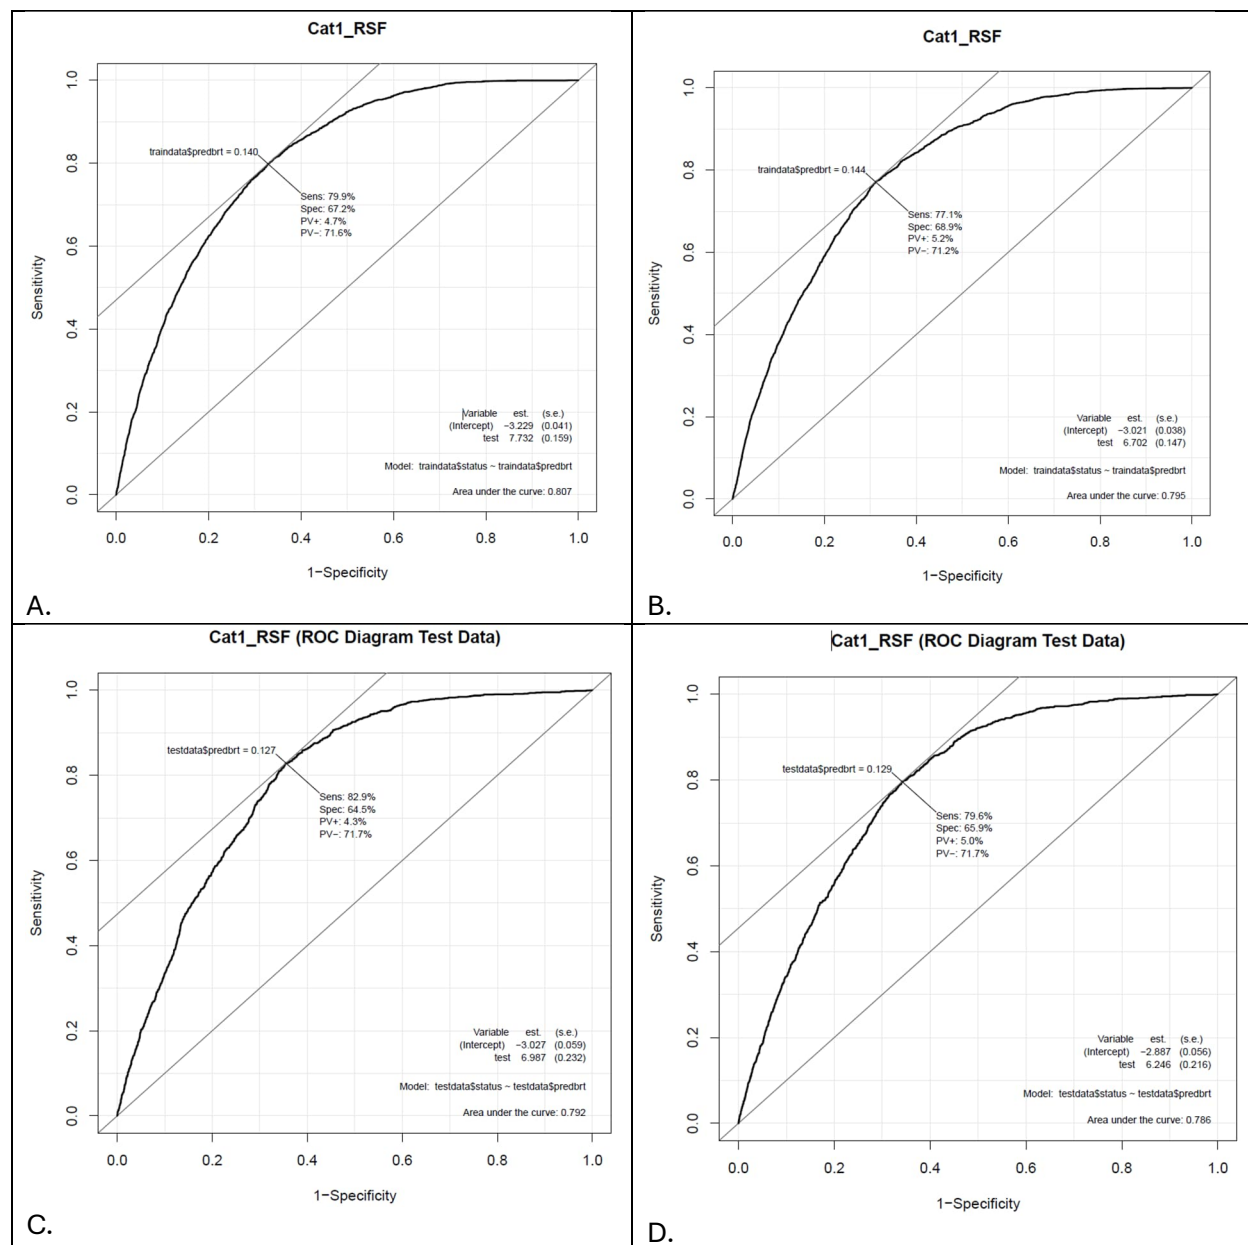 Cat1_RSF
1.0
0.8
0.6
0.4
0.2
0.0
Sensitivity
traindata$predbrt = 0.140
Sens: 79.9%
Spec: 67.2%
PV+: 4.7%
PV−: 71.6%
Variable est. (s.e.)
(Intercept) −3.229 (0.041)
test 7.732 (0.159)
Model: traindata$status ~ traindata$predbrt
Area under the curve: 0.807
0.0 0.2 0.4 0.6 0.8 1.0
1−Specificity
A.
Cat1_RSF
1.0
0.8
0.6
0.4
0.2
0.0
Sensitivity
traindata$predbrt = 0.144
Sens: 77.1%
Spec: 68.9%
PV+: 5.2%
PV−: 71.2%
Variable est. (s.e.)
(Intercept) −3.021 (0.038)
test 6.702 (0.147)
Model: traindata$status ~ traindata$predbrt
Area under the curve: 0.795
0.0 0.2 0.4 0.6 0.8 1.0
1−Specificity
B.
Cat1_RSF (ROC Diagram Test Data)
1.0
0.8
0.6
0.4
0.2
0.0
Sensitivity
testdata$predbrt = 0.127
Sens: 82.9%
Spec: 64.5%
PV+: 4.3%
PV−: 71.7%
Variable est. (s.e.)
(Intercept) −3.027 (0.059)
test 6.987 (0.232)
Model: testdata$status ~ testdata$predbrt
Area under the curve: 0.792
0.0 0.2 0.4 0.6 0.8 1.0
1−Specificity
C.
Cat1_RSF (ROC Diagram Test Data)
1.0
0.8
0.6
0.4
0.2
0.0
Sensitivity
testdata$predbrt = 0.129
Sens: 79.6%
Spec: 65.9%
PV+: 5.0%
PV−: 71.7%
Variable est. (s.e.)
(Intercept) −2.887 (0.056)
test 6.246 (0.216)
Model: testdata$status ~ testdata$predbrt
Area under the curve: 0.786
0.0 0.2 0.4 0.6 0.8 1.0
1−Specificity
D.